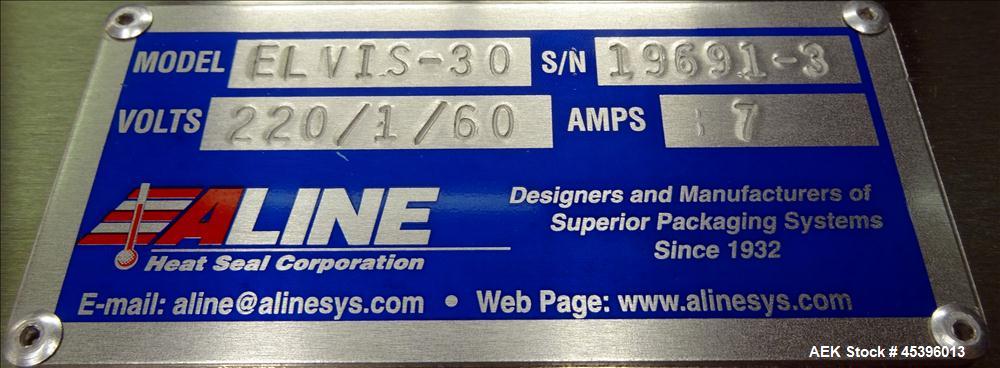 MODEL ELVIS-30 S/N 19691-3
VOLTS 220/1/60 AMPS :7
ALINE
Heat Seal Corporation
Designers and Manufacturers of
Superior Packaging Systems
Since 1932
E-mail: aline@alinesys.com • Web Page: www.alinesys.com
AEK Stock # 45396013